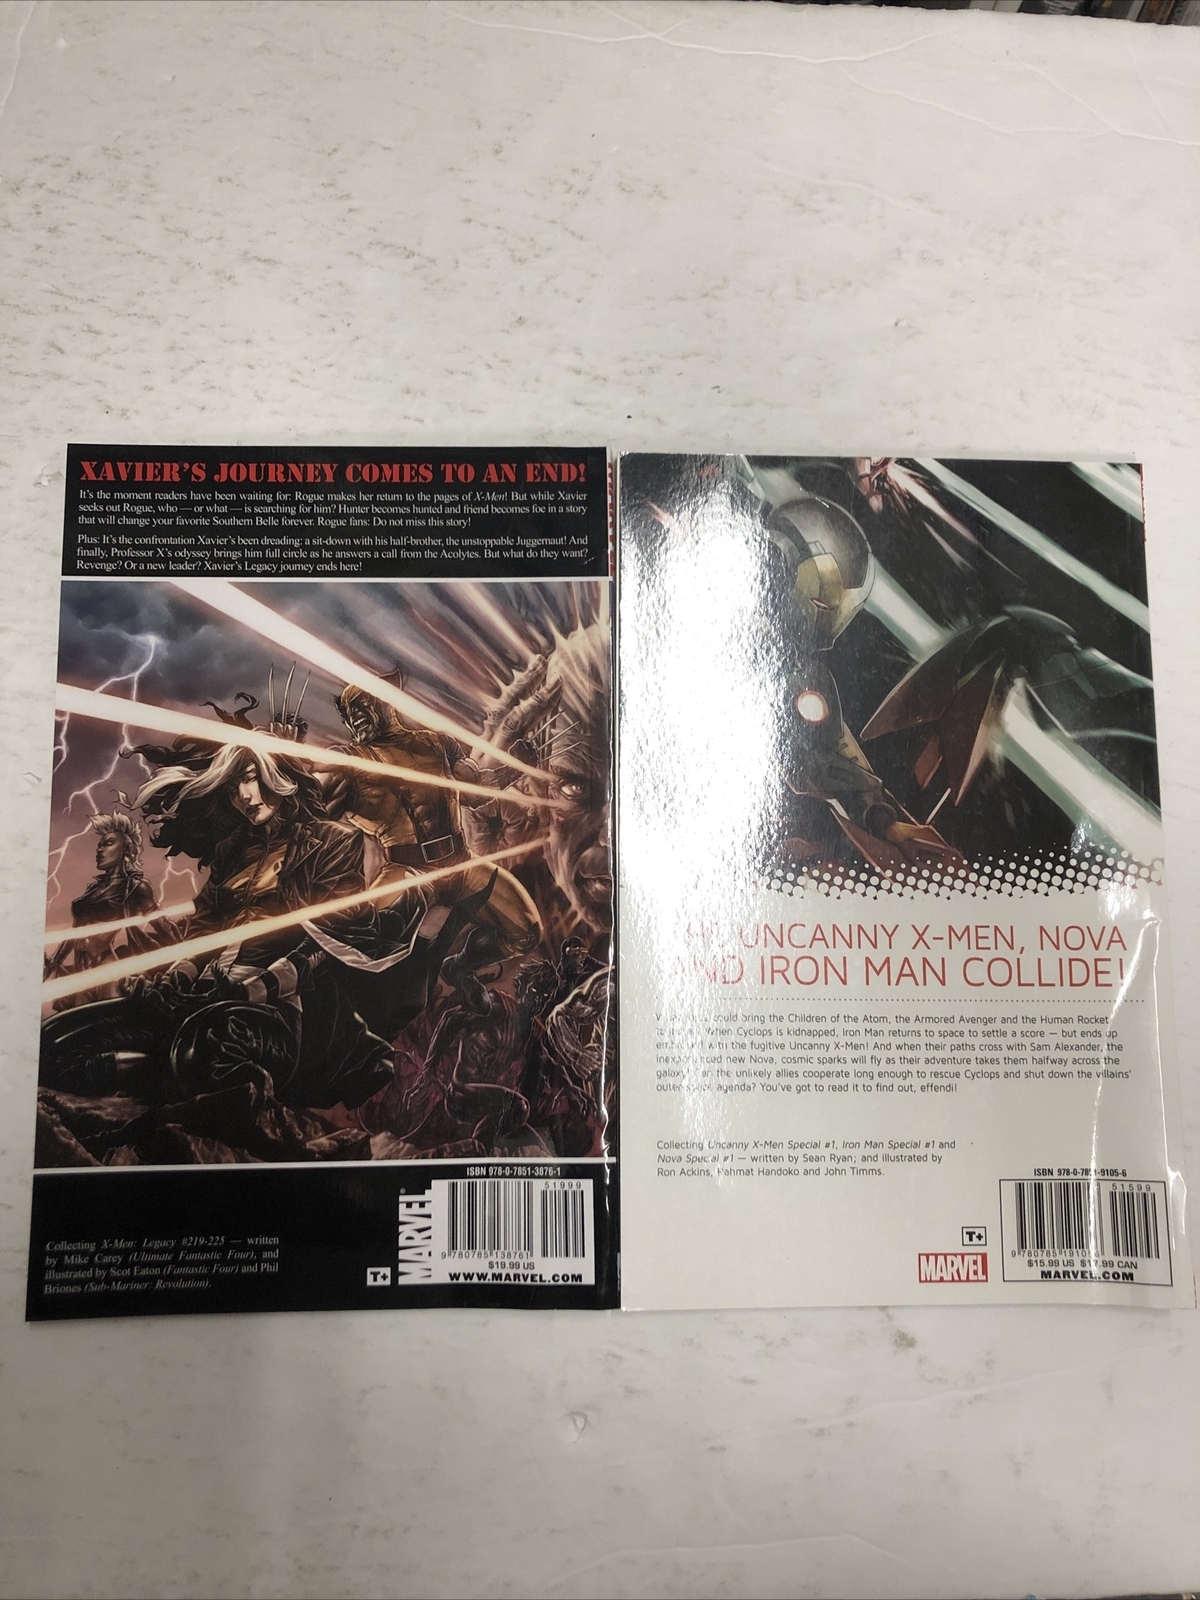 XAVIER'S JOURNEY COMES TO AN END!
It's the moment readers have been waiting for: Rogue makes her return to the pages of X-Men! But while Xavier
seeks out Rogue, who — or what — is searching for him? Hunter becomes hunted and friend becomes foe in a story
that will change your favorite Southern Belle forever. Rogue fans: Do not miss this story!
Plus: It's the confrontation Xavier's been dreading: a sit-down with his half-brother, the unstoppable Juggernaut! And
finally, Professor X's odyssey brings him full circle as he answers a call from the Acolytes. But what do they want?
Revenge? Or a new leader? Xavier's Legacy journey ends here!
Collecting X-Men: Legacy #219-225 — written
by Mike Carey (Ultimate Fantastic Four), and
illustrated by Scot Eaton (Fantastic Four) and Phil
Briones (Sub-Mariner: Revolution).
T+
MARVEL
ISBN 978-0-7851-3876-1
51999
9 780785 138761
$19.99 US
WWW.MARVEL.COM
UNCANNY X-MEN, NOVA
AND IRON MAN COLLIDE!
could bring the Children of the Atom, the Armored Avenger and the Human Rocket
When Cyclops is kidnapped, Iron Man returns to space to settle a score — but ends up
with the fugitive Uncanny X-Men! And when their paths cross with Sam Alexander, the
new Nova, cosmic sparks will fly as their adventure takes them halfway across the
galaxy! Can the unlikely allies cooperate long enough to rescue Cyclops and shut down the villains'
agenda? You've got to read it to find out, effendi!
Collecting Uncanny X-Men Special #1, Iron Man Special #1 and
Nova Special #1 — written by Sean Ryan; and illustrated by
Ron Ackins, Rahmat Handoko and John Timms.
T+
MARVEL
ISBN 978-0-7851-9105-6
51599
$15.99 US $17.99 CAN
MARVEL.COM